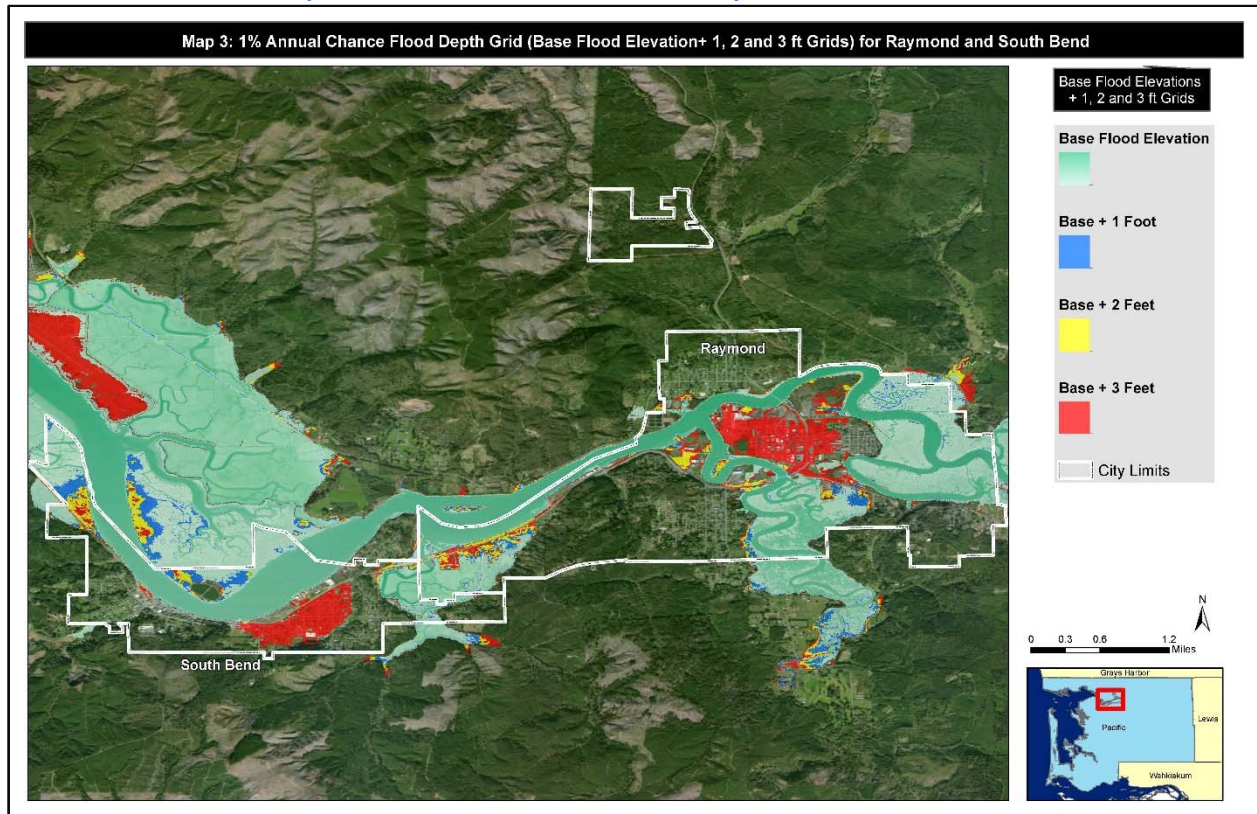 Map 3: 1% Annual Chance Flood Depth Grid (Base Flood Elevation+ 1, 2 and 3 ft Grids) for Raymond and South Bend
Base Flood Elevations
+ 1, 2 and 3 ft Grids
Base Flood Elevation
Base + 1 Foot
Base + 2 Feet
Base + 3 Feet
City Limits
Raymond
South Bend
N
0 0.3 0.6 1.2
Miles
Grays Harbor
Pacific
Lewis
Wahkiakum